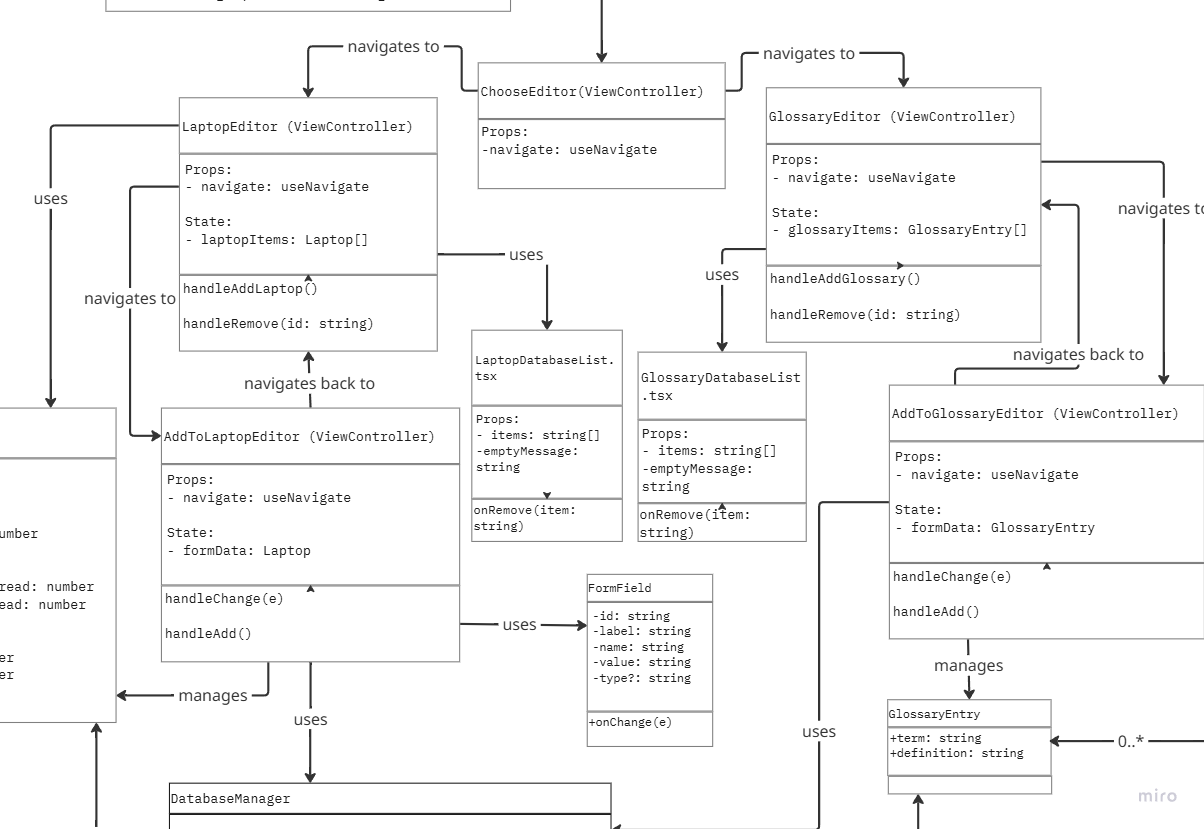 navigates to
navigates to
ChooseEditor(ViewController)
Props:
-navigate: useNavigate
LaptopEditor (ViewController)
Props:
- navigate: useNavigate
State:
- laptopItems: Laptop[]
handleAddLaptop()
handleRemove(id: string)
GlossaryEditor (ViewController)
Props:
- navigate: useNavigate
State:
- glossaryItems: GlossaryEntry[]
handleAddGlossary()
handleRemove(id: string)
uses
navigates to
uses
uses
navigates to
navigates back to
navigates back to
LaptopDatabaseList.
tsx
Props:
- items: string[]
-emptyMessage:
string
onRemove(item:
string)
GlossaryDatabaseList
.tsx
Props:
- items: string[]
-emptyMessage:
string
onRemove(item:
string)
AddToLaptopEditor (ViewController)
Props:
- navigate: useNavigate
State:
- formData: Laptop
handleChange(e)
handleAdd()
AddToGlossaryEditor (ViewController)
Props:
- navigate: useNavigate
State:
- formData: GlossaryEntry
handleChange(e)
handleAdd()
read: number
number
uses
FormField
-id: string
-label: string
-name: string
-value: string
-type?: string
+onChange(e)
manages
uses
uses
manages
GlossaryEntry
+term: string
+definition: string
0..*
DatabaseManager
miro